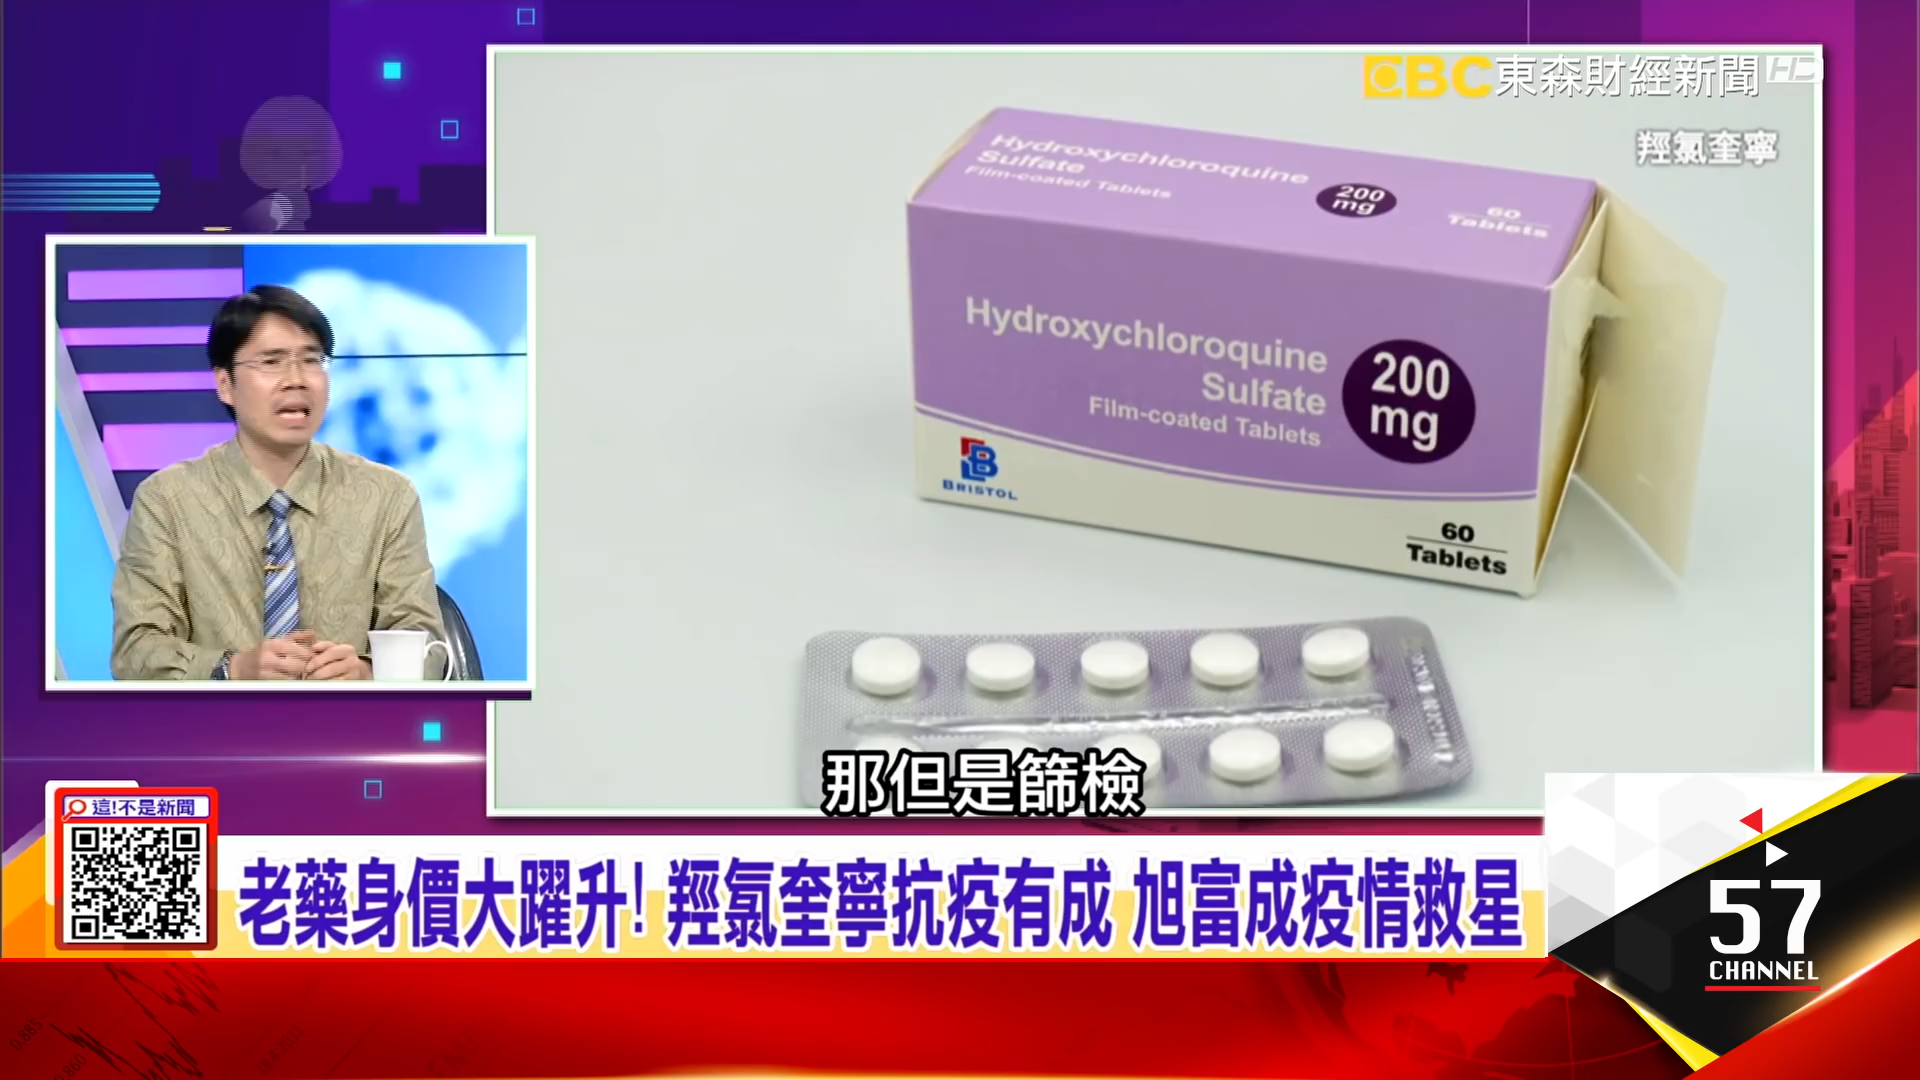 EBC東森財經新聞HD
羥氯奎寧
Hydroxychloroquine
Sulfate
Film-coated Tablets
200
mg
60
Tablets
Hydroxychloroquine
Sulfate
Film-coated Tablets
200
mg
BRISTOL
60
Tablets
那但是篩檢
這!不是新聞
老藥身價大躍升! 羥氯奎寧抗疫有成 旭富成疫情救星
57
CHANNEL